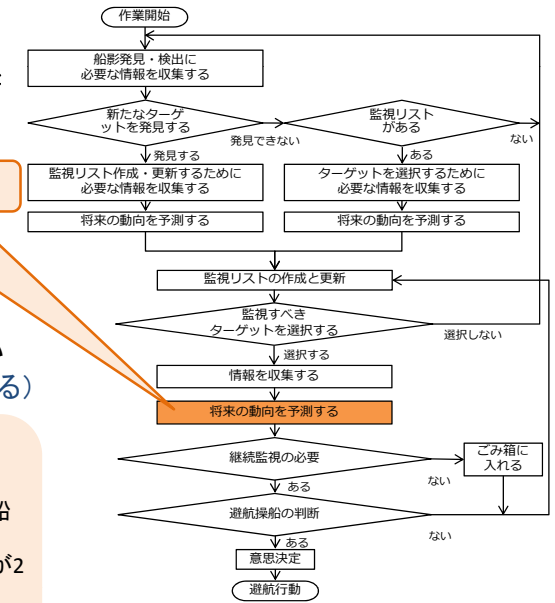 作業開始
船影発見・検出に
必要な情報を収集する
新たなターゲ
ットを発見する
監視リスト
がある
発見できない
ない
発見する
ある
監視リスト作成・更新するために
必要な情報を収集する
ターゲットを選択するために
必要な情報を収集する
将来の動向を予測する
将来の動向を予測する
監視リストの作成と更新
監視すべき
ターゲットを選択する
選択しない
選択する
情報を収集する
い
る）
将来の動向を予測する
継続監視の必要
ごみ箱に
入れる
ない
ある
船
避航操船の判断
ない
ある
が2
意思決定
避航行動